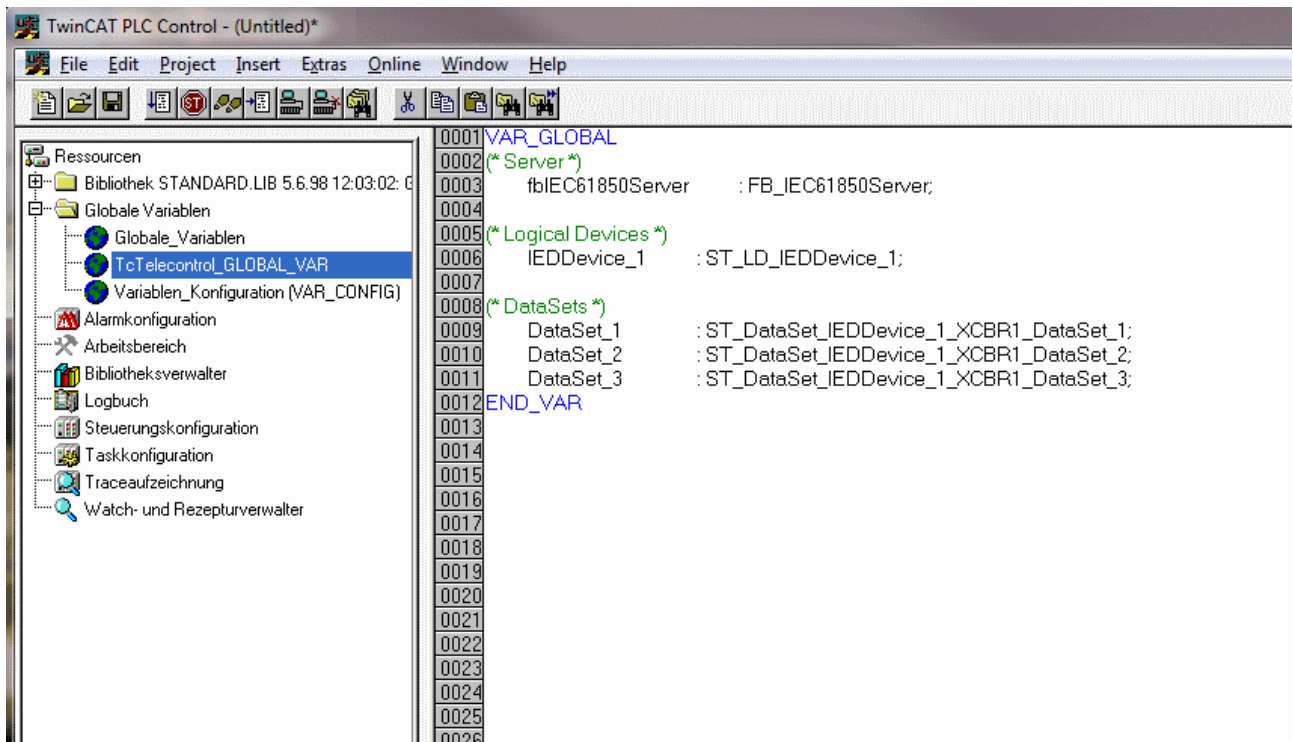 TwinCAT PLC Control - (Untitled)*
File Edit Project Insert Extras Online Window Help
Ressourcen
Bibliothek STANDARD.LIB 5.6.98 12:03:02:
Globale Variablen
Globale_Variablen
TcTelecontrol_GLOBAL_VAR
Variablen_Konfiguration (VAR_CONFIG)
Alarmkonfiguration
Arbeitsbereich
Bibliotheksverwalter
Logbuch
Steuerungskonfiguration
Taskkonfiguration
Traceaufzeichnung
Watch- und Rezepturverwalter
0001 VAR_GLOBAL
0002 (* Server *)
0003 fbIEC61850Server : FB_IEC61850Server;
0004
0005 (* Logical Devices *)
0006 IEDDevice_1 : ST_LD_IEDDevice_1;
0007
0008 (* DataSets *)
0009 DataSet_1 : ST_DataSet_IEDDevice_1_XCBR1_DataSet_1;
0010 DataSet_2 : ST_DataSet_IEDDevice_1_XCBR1_DataSet_2;
0011 DataSet_3 : ST_DataSet_IEDDevice_1_XCBR1_DataSet_3;
0012 END_VAR
0013
0014
0015
0016
0017
0018
0019
0020
0021
0022
0023
0024
0025
0026